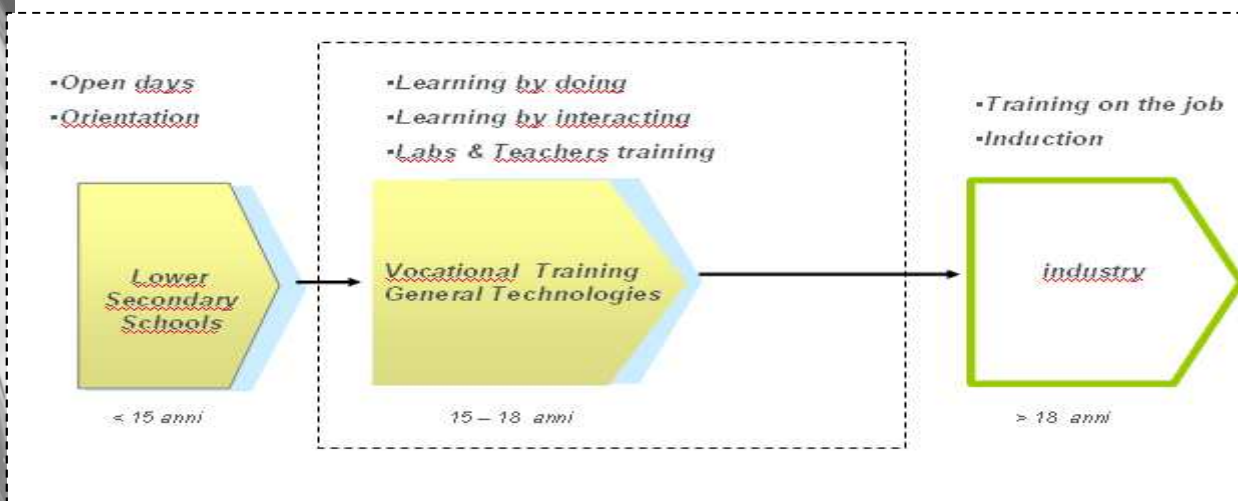 ▪Open days
▪Orientation
▪Learning by doing
▪Learning by interacting
▪Labs & Teachers training
▪Training on the job
▪Induction
Lower
Secondary
Schools
Vocational Training
General Technologies
industry
< 15 anni
15 – 18 anni
> 18 anni